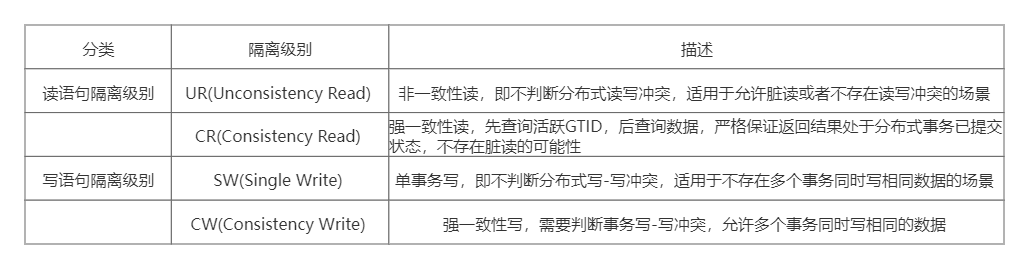 分类 隔离级别 描述
读语句隔离级别 UR(Unconsistency Read) 非一致性读，即不判断分布式读写冲突，适用于允许脏读或者不存在读写冲突的场景
CR(Consistency Read) 强一致性读，先查询活跃GTID，后查询数据，严格保证返回结果处于分布式事务已提交
状态，不存在脏读的可能性
写语句隔离级别 SW(Single Write) 单事务写，即不判断分布式写-写冲突，适用于不存在多个事务同时写相同数据的场景
CW(Consistency Write) 强一致性写，需要判断事务写-写冲突，允许多个事务同时写相同的数据